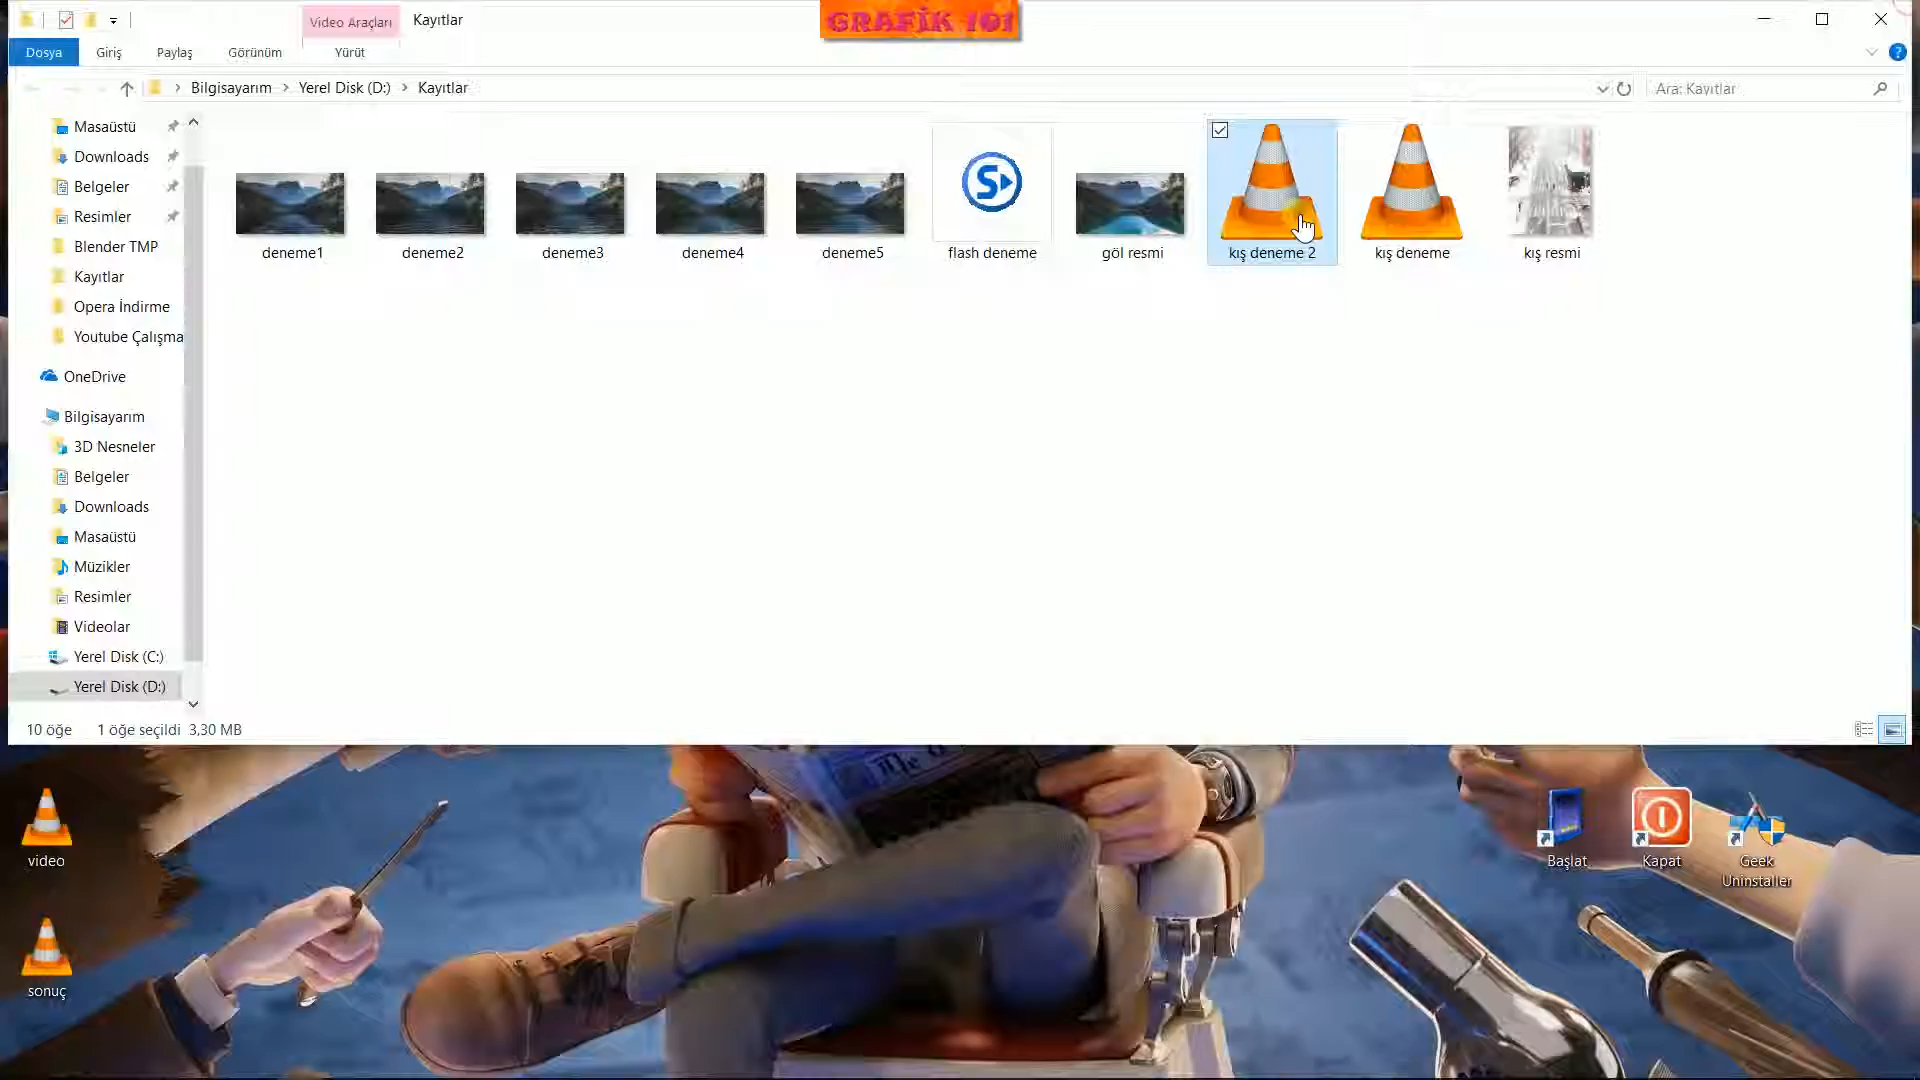 Video Araçları
Kayıtlar
GRAFİK 101
Dosya
Giriş
Paylaş
Görünüm
Yürüt
Bilgisayarım
Yerel Disk (D:)
Kayıtlar
Ara: Kayıtlar
Masaüstü
Downloads
Belgeler
Resimler
Blender TMP
Kayıtlar
Opera İndirme
Youtube Çalışma
OneDrive
Bilgisayarım
3D Nesneler
Belgeler
Downloads
Masaüstü
Müzikler
Resimler
Videolar
Yerel Disk (C:)
Yerel Disk (D:)
deneme1
deneme2
deneme3
deneme4
deneme5
flash deneme
göl resmi
kış deneme 2
kış deneme
kış resmi
10 öğe
1 öğe seçildi 3,30 MB
video
sonuç
Başlat
Kapat
Geek
Uninstaller